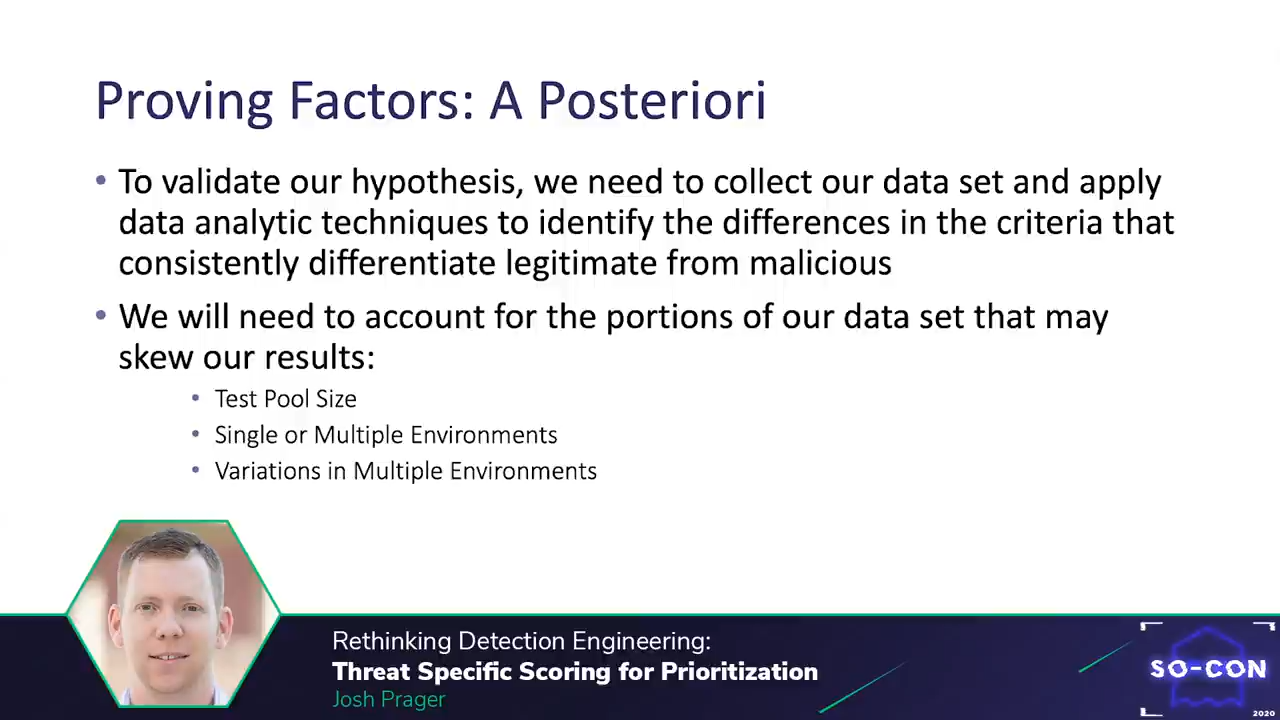 Proving Factors: A Posteriori
• To validate our hypothesis, we need to collect our data set and apply
data analytic techniques to identify the differences in the criteria that
consistently differentiate legitimate from malicious
• We will need to account for the portions of our data set that may
skew our results:
• Test Pool Size
• Single or Multiple Environments
• Variations in Multiple Environments
Rethinking Detection Engineering:
Threat Specific Scoring for Prioritization
Josh Prager
SO-CON
2020